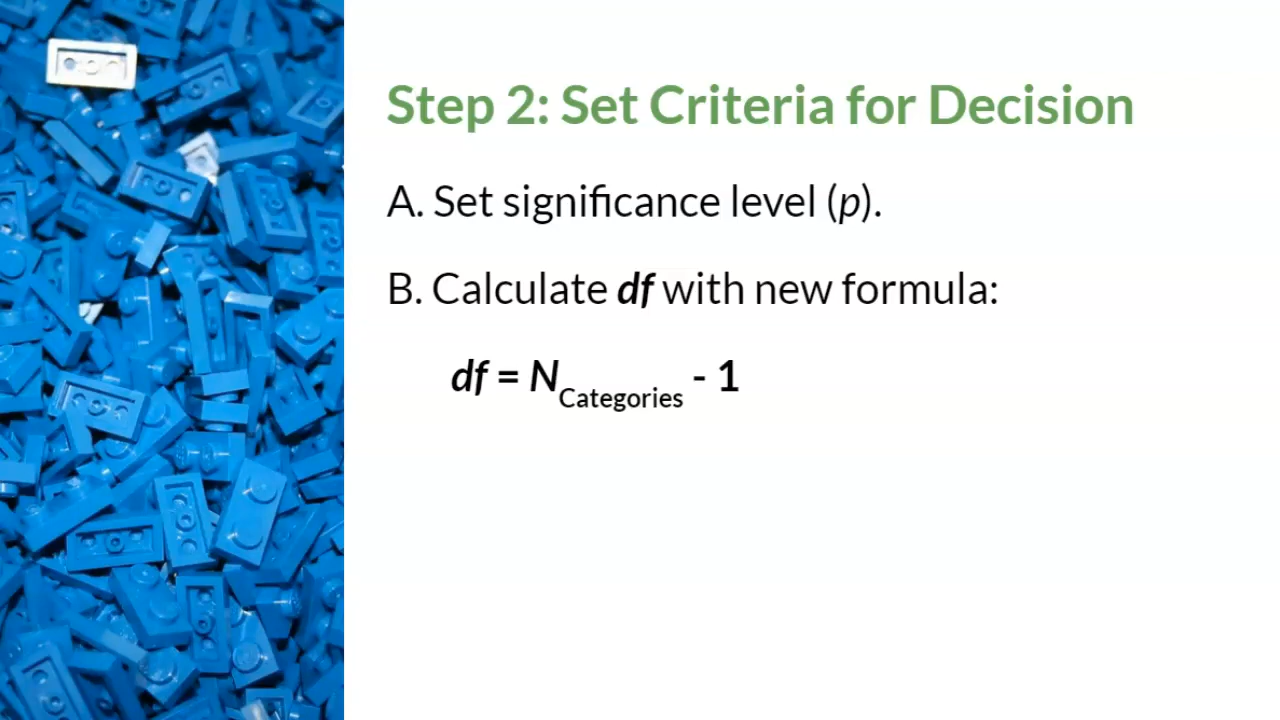 Step 2: Set Criteria for Decision
A. Set significance level (p).
B. Calculate df with new formula:
df = N Categories - 1